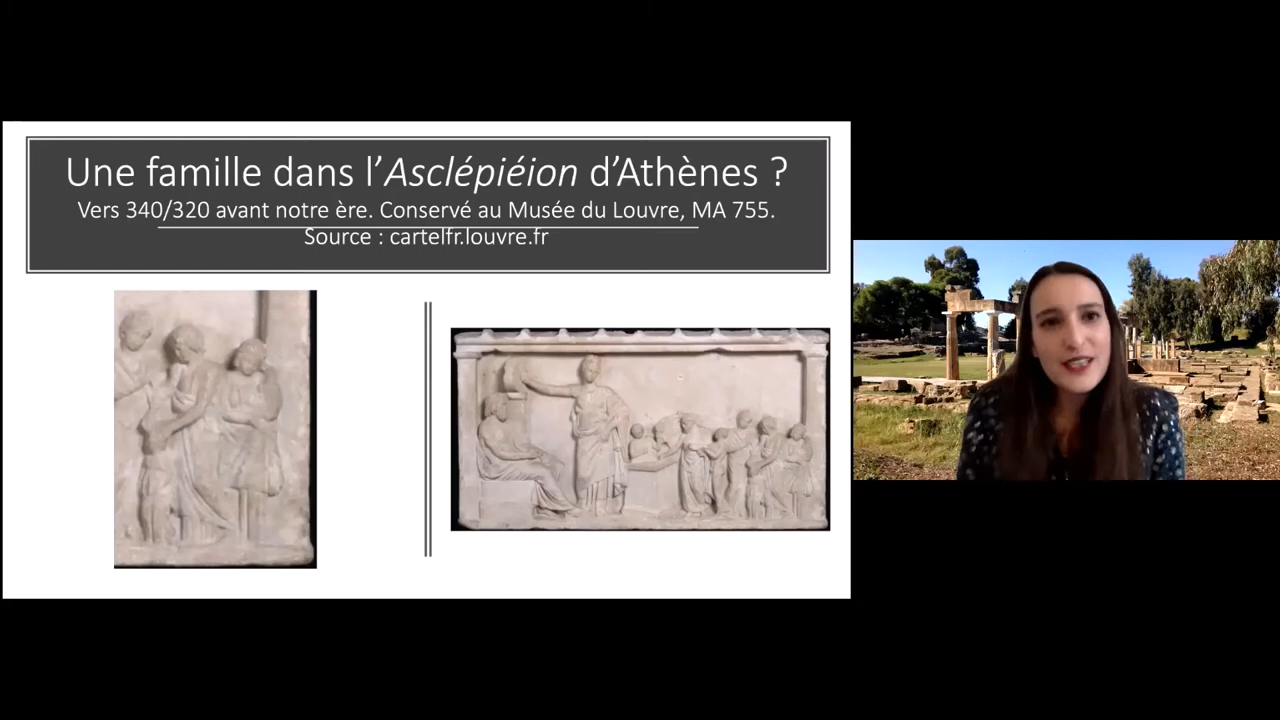 Une famille dans l’Asclépiéion d’Athènes ?
Vers 340/320 avant notre ère. Conservé au Musée du Louvre, MA 755.
Source : cartelfr.louvre.fr